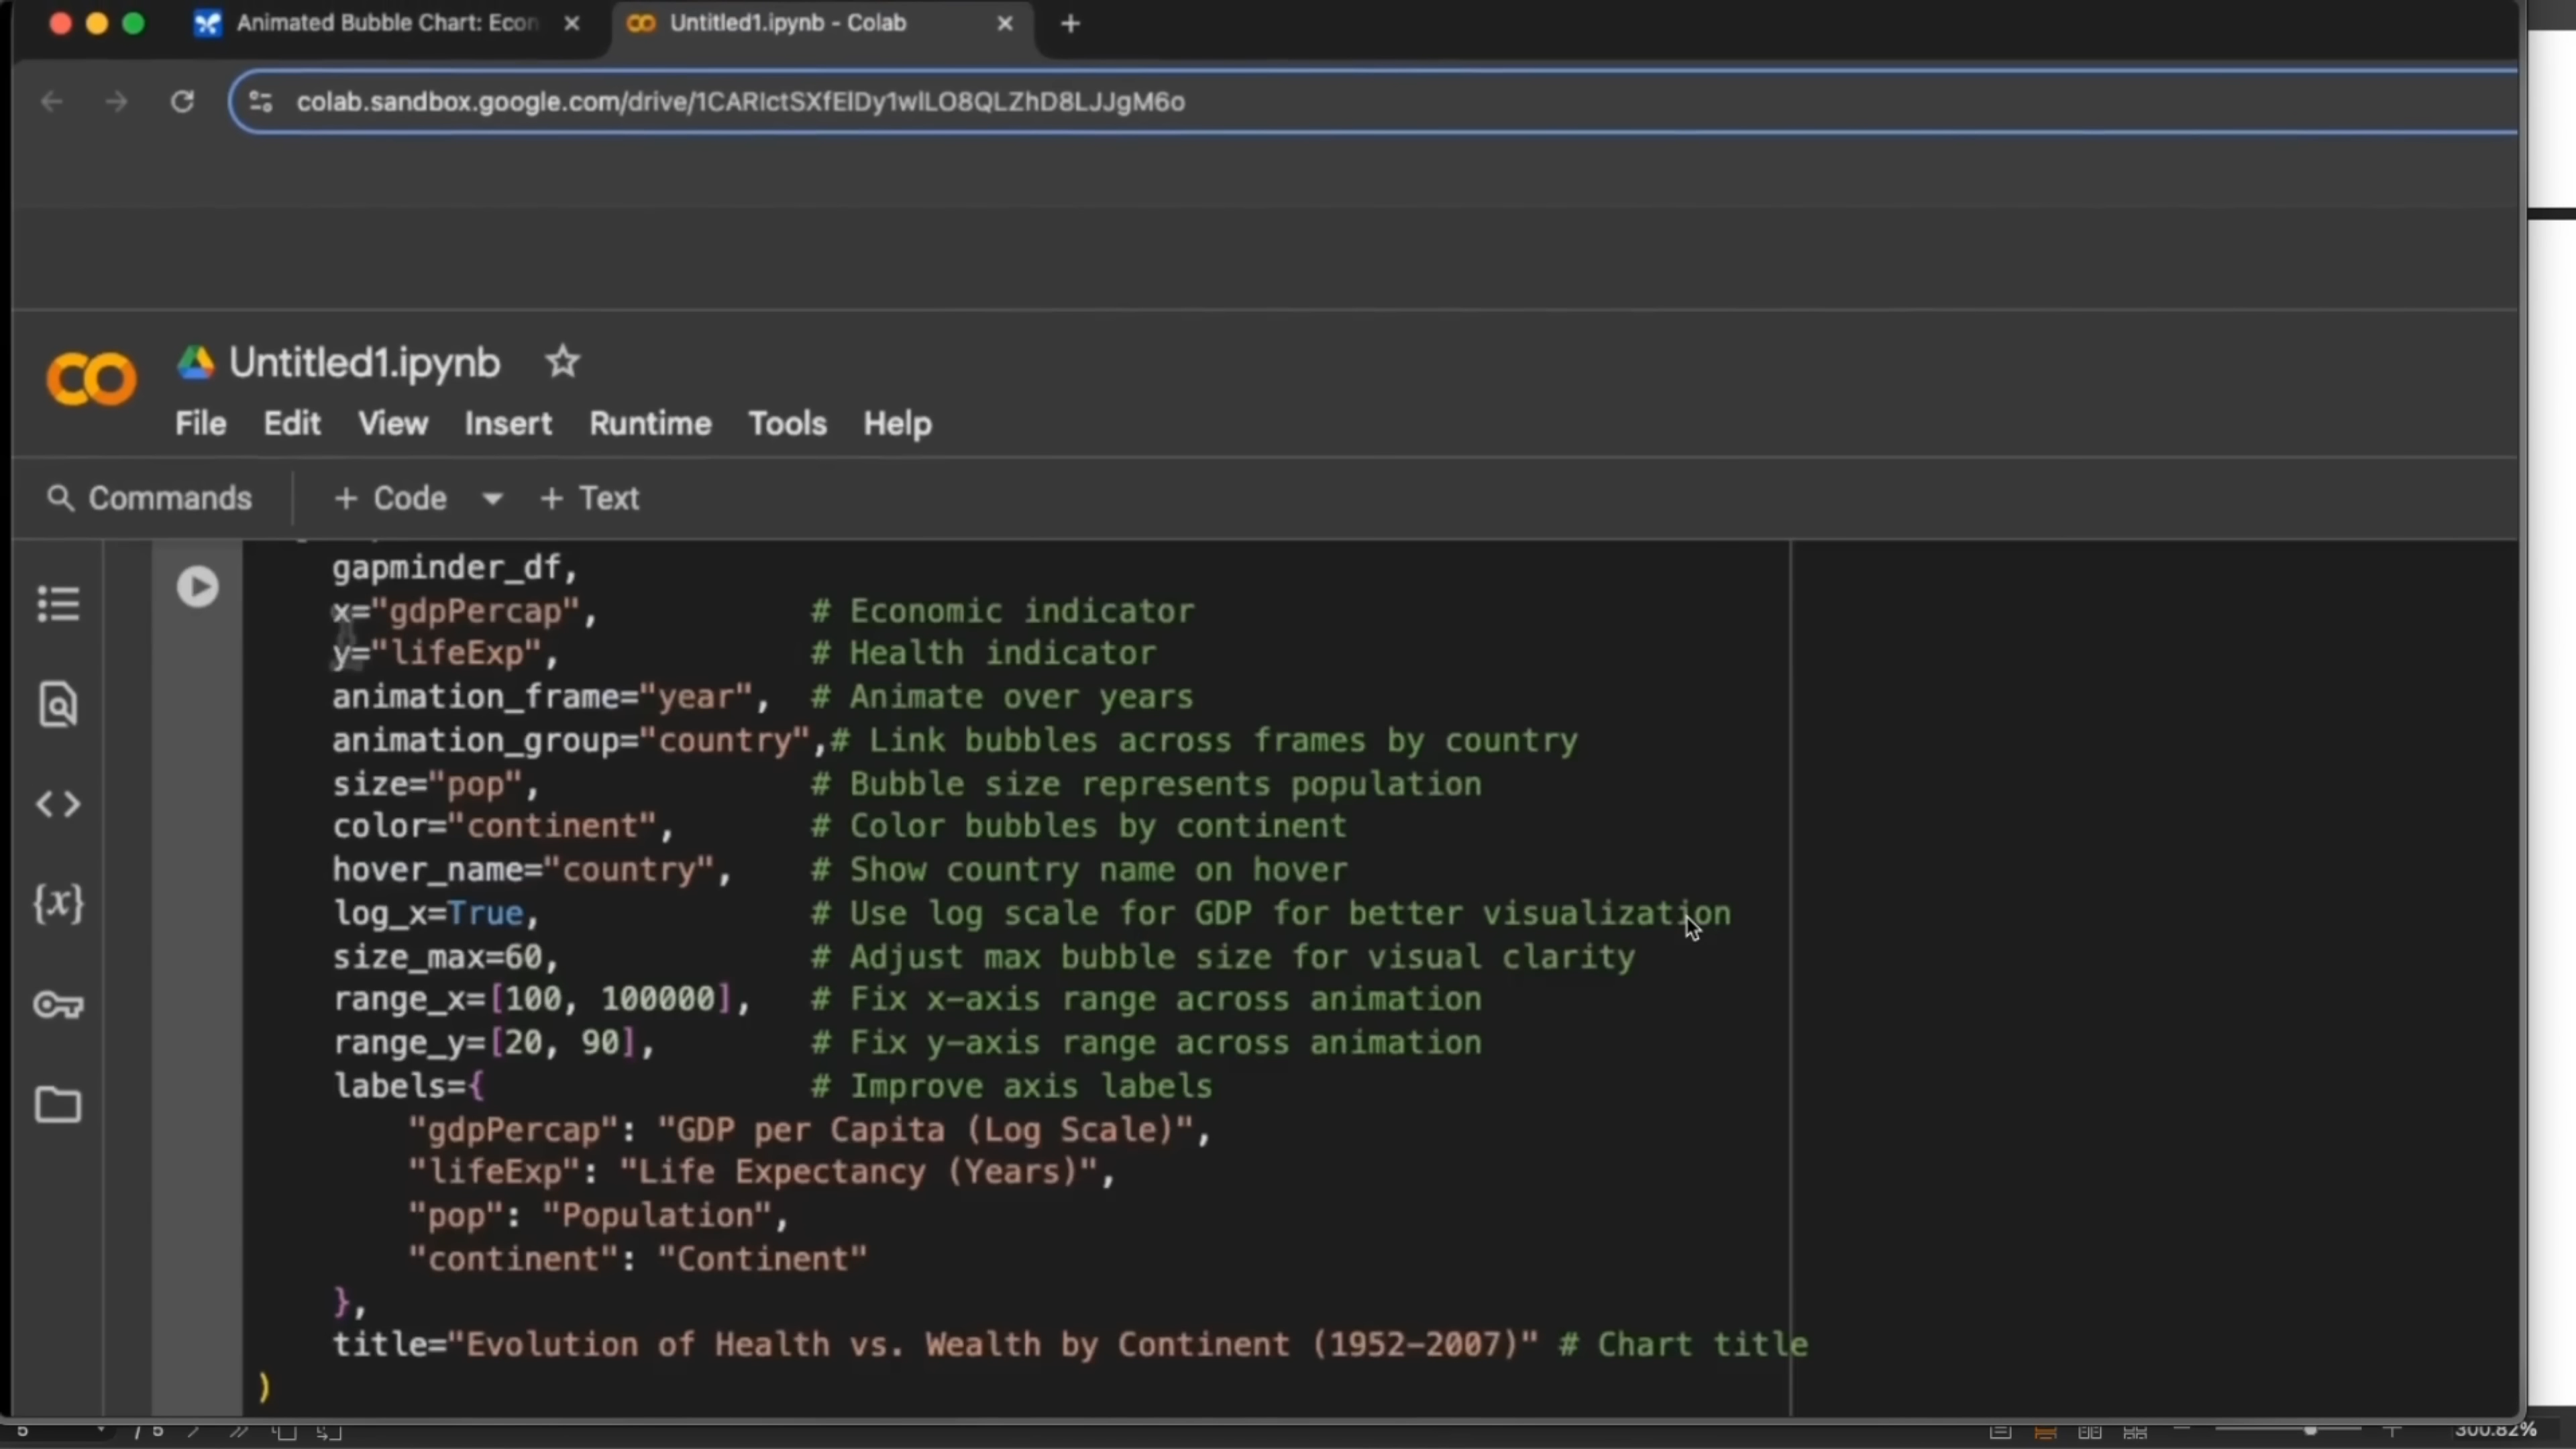 Animated Bubble Chart: Econ
Untitled1.ipynb - Colab
colab.sandbox.google.com/drive/1CARIctSXfElDy1wlLO8QLZhD8LJJgM6o
Untitled1.ipynb
File Edit View Insert Runtime Tools Help
Commands + Code + Text
gapminder_df,
x="gdpPercap", # Economic indicator
y="lifeExp", # Health indicator
animation_frame="year", # Animate over years
animation_group="country",# Link bubbles across frames by country
size="pop", # Bubble size represents population
color="continent", # Color bubbles by continent
hover_name="country", # Show country name on hover
log_x=True, # Use log scale for GDP for better visualization
size_max=60, # Adjust max bubble size for visual clarity
range_x=[100, 100000], # Fix x-axis range across animation
range_y=[20, 90], # Fix y-axis range across animation
labels={ # Improve axis labels
"gdpPercap": "GDP per Capita (Log Scale)",
"lifeExp": "Life Expectancy (Years)",
"pop": "Population",
"continent": "Continent"
},
title="Evolution of Health vs. Wealth by Continent (1952–2007)" # Chart title
)
5 / 5 300.82%